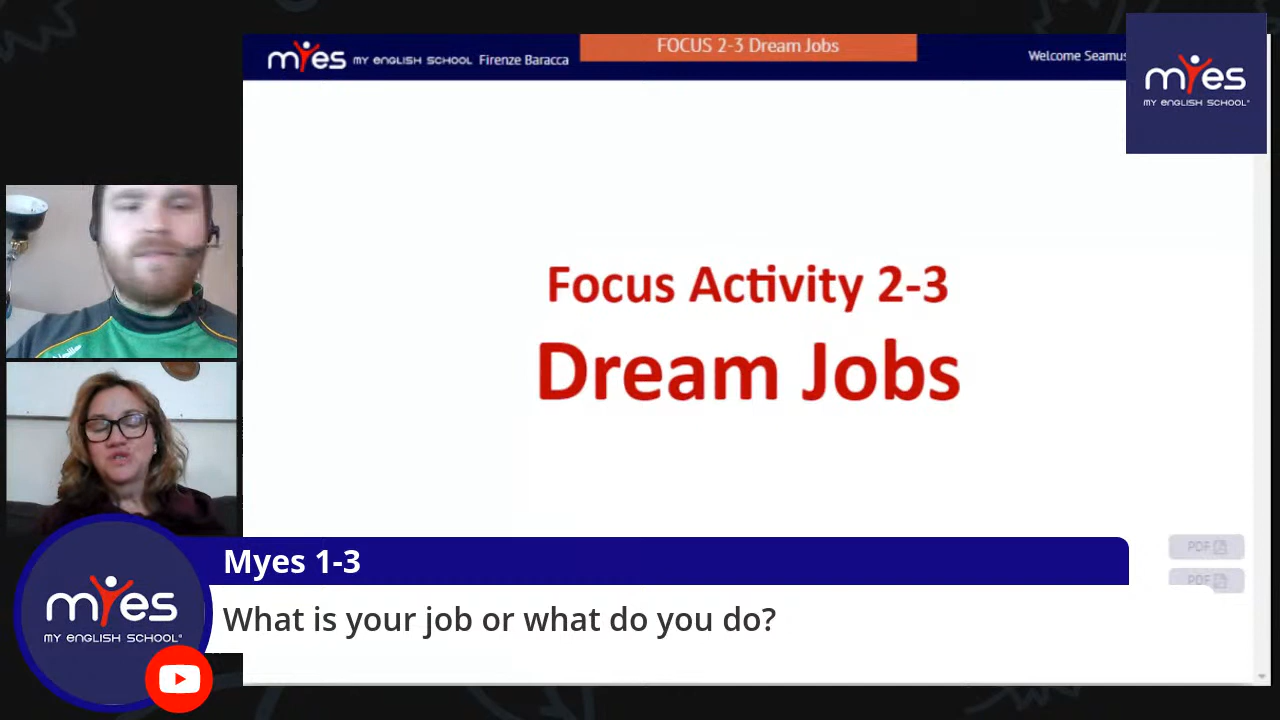 myes MY ENGLISH SCHOOL Firenze Baracca
FOCUS 2-3 Dream Jobs
Welcome Seamus
myes
MY ENGLISH SCHOOL®
Focus Activity 2-3
Dream Jobs
PDF
PDF
Myes 1-3
What is your job or what do you do?
myes
MY ENGLISH SCHOOL®